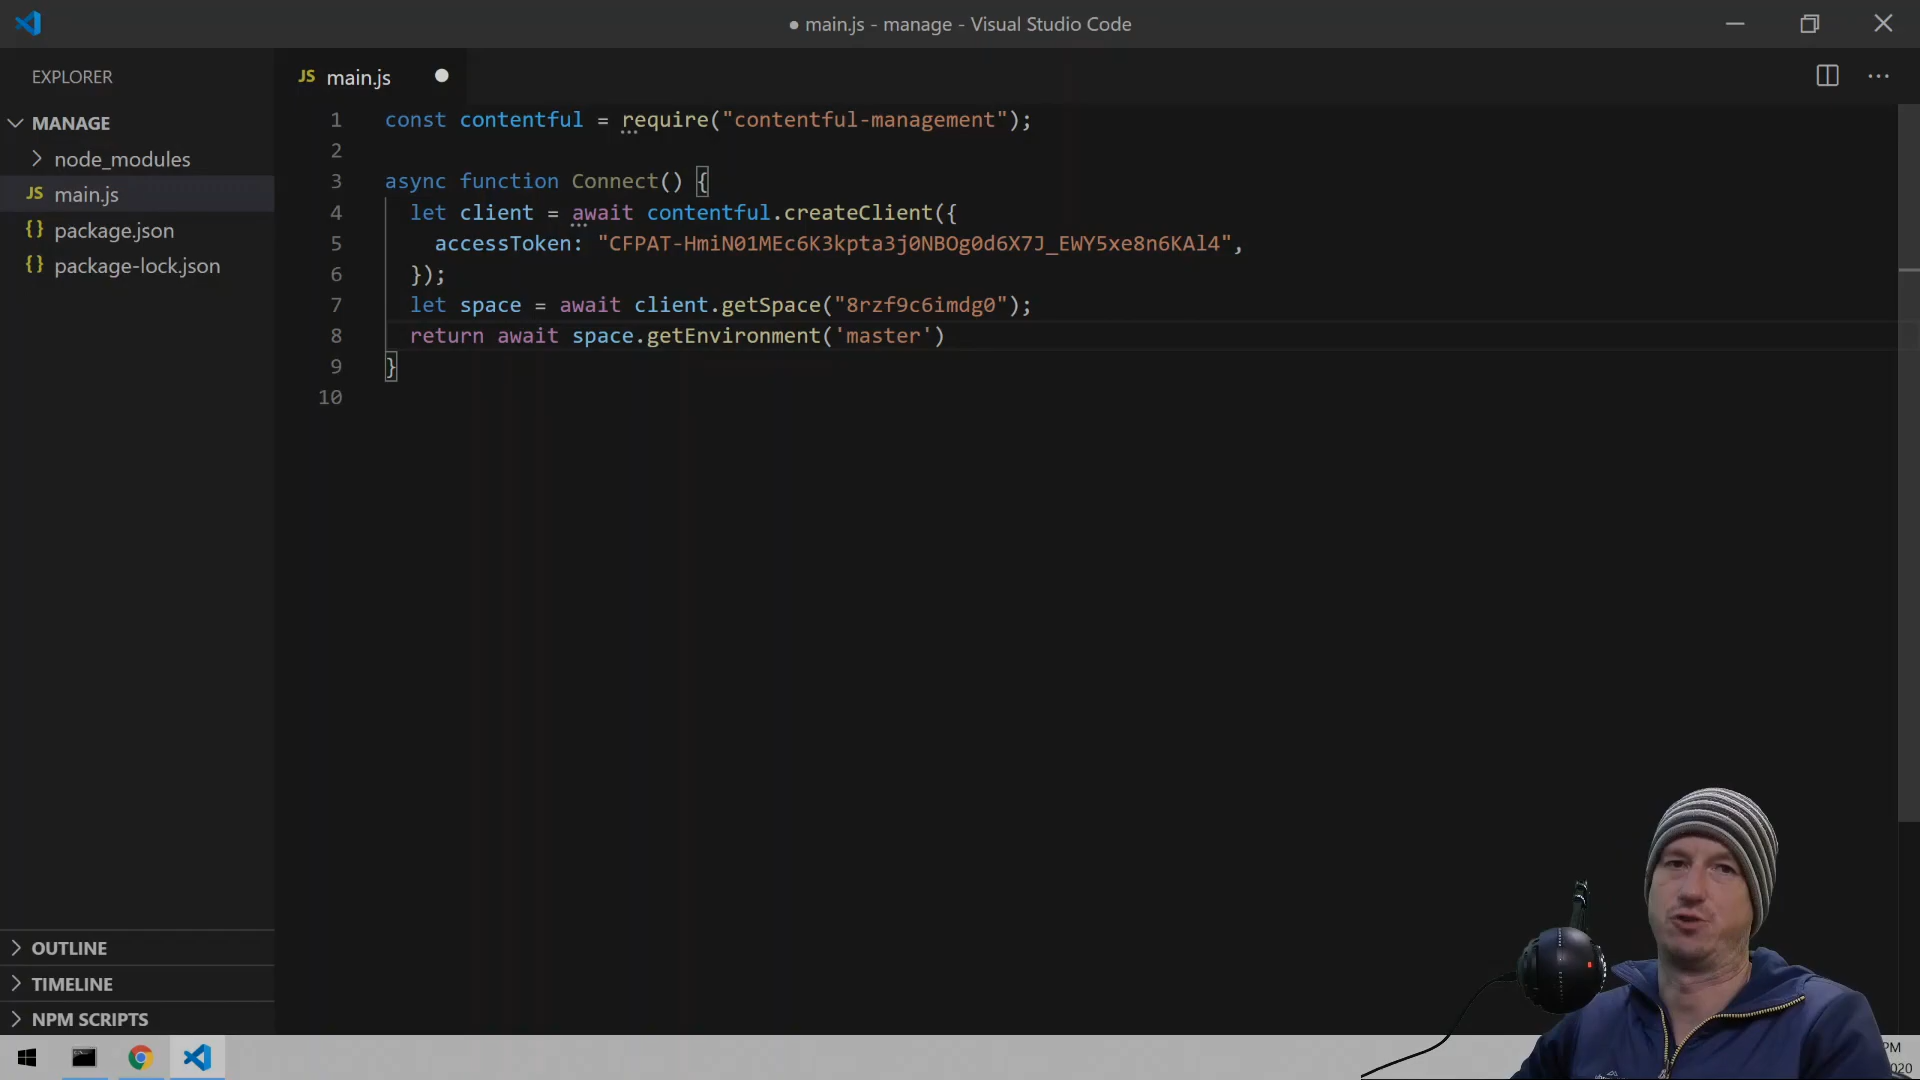 ● main.js - manage - Visual Studio Code
EXPLORER
MANAGE
node_modules
JS main.js
{} package.json
{} package-lock.json
OUTLINE
TIMELINE
NPM SCRIPTS
JS main.js
1 const contentful = require("contentful-management");
2
3 async function Connect() {
4 let client = await contentful.createClient({
5 accessToken: "CFPAT-HmiN01MEc6K3kpta3j0NBOg0d6X7J_EWY5xe8n6KAl4",
6 });
7 let space = await client.getSpace("8rzf9c6imdg0");
8 return await space.getEnvironment('master')
9 }
10
PM
020